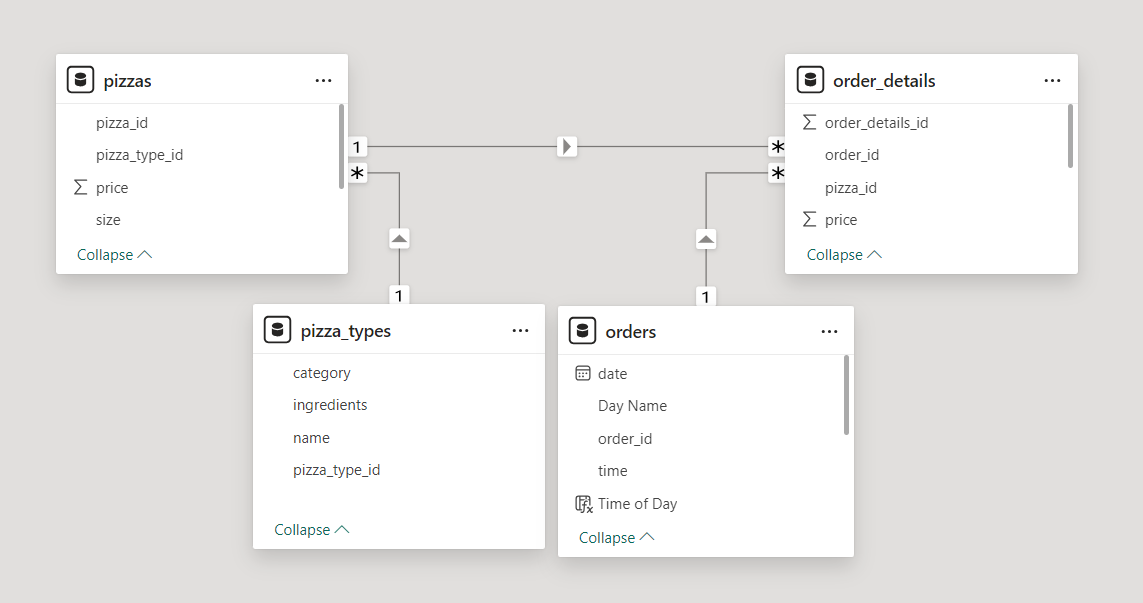 pizzas
pizza_id
pizza_type_id
Σ price
size
Collapse
order_details
Σ order_details_id
order_id
pizza_id
Σ price
Collapse
1
*
*
*
1
1
pizza_types
category
ingredients
name
pizza_type_id
Collapse
orders
date
Day Name
order_id
time
Time of Day
Collapse